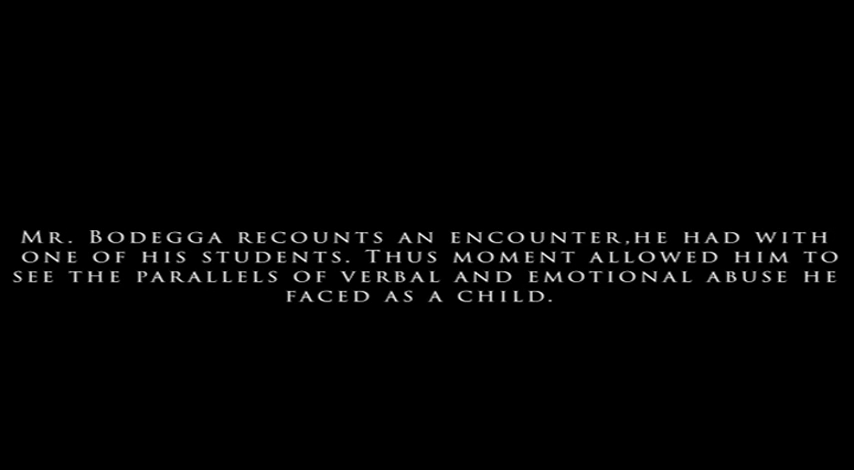 Mr. Bodegga recounts an encounter,he had with
one of his students. Thus moment allowed him to
see the parallels of verbal and emotional abuse he
faced as a child.